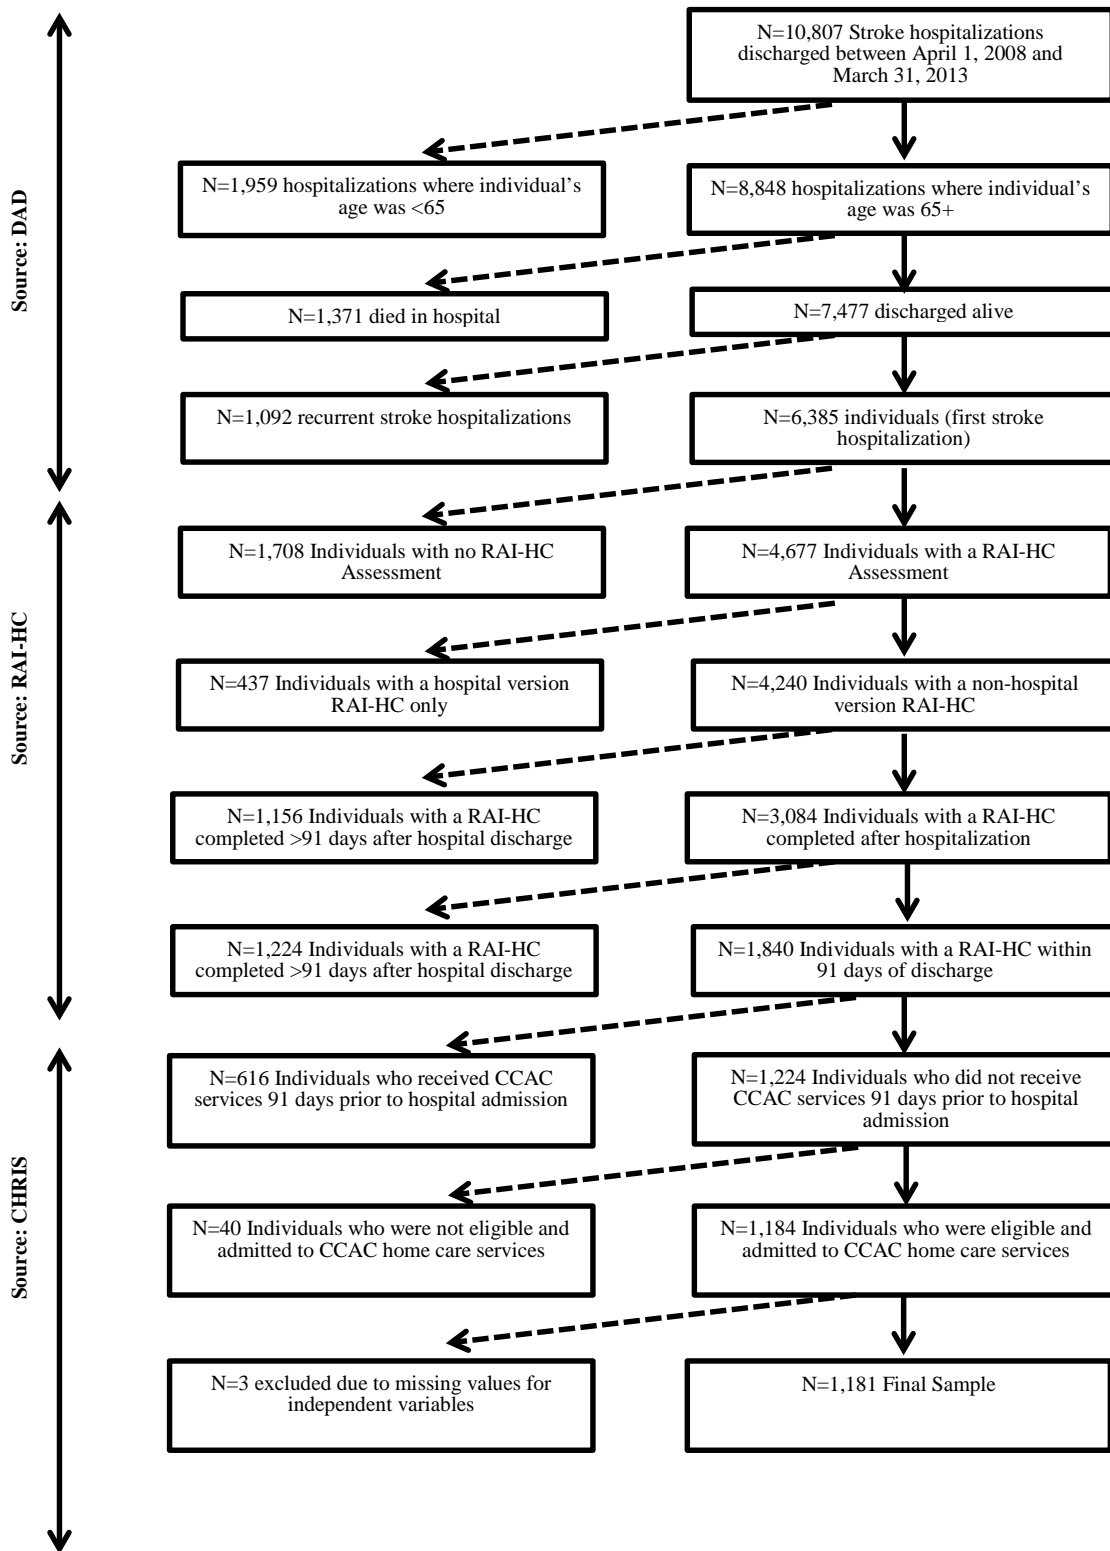 N=10,807 Stroke hospitalizations
discharged between April 1, 2008 and
March 31, 2013
Source: DAD
N=1,959 hospitalizations where individual's
age was <65
N=8,848 hospitalizations where individual's
age was 65+
N=1,371 died in hospital
N=7,477 discharged alive
N=1,092 recurrent stroke hospitalizations
N=6,385 individuals (first stroke
hospitalization)
Source: RAI-HC
N=1,708 Individuals with no RAI-HC
Assessment
N=4,677 Individuals with a RAI-HC
Assessment
N=437 Individuals with a hospital version
RAI-HC only
N=4,240 Individuals with a non-hospital
version RAI-HC
N=1,156 Individuals with a RAI-HC
completed >91 days after hospital discharge
N=3,084 Individuals with a RAI-HC
completed after hospitalization
N=1,224 Individuals with a RAI-HC
completed >91 days after hospital discharge
N=1,840 Individuals with a RAI-HC within
91 days of discharge
Source: CHRIS
N=616 Individuals who received CCAC
services 91 days prior to hospital admission
N=1,224 Individuals who did not receive
CCAC services 91 days prior to hospital
admission
N=40 Individuals who were not eligible and
admitted to CCAC home care services
N=1,184 Individuals who were eligible and
admitted to CCAC home care services
N=3 excluded due to missing values for
independent variables
N=1,181 Final Sample